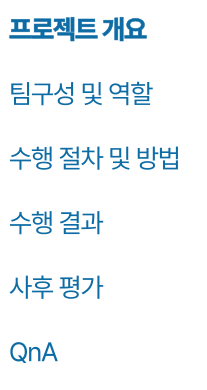 프로젝트 개요
팀구성 및 역할
수행 절차 및 방법
수행 결과
사후 평가
QnA